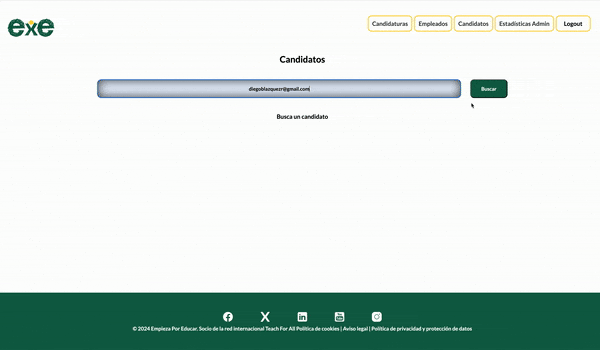 exe
Candidaturas Empleados Candidatos Estadísticas Admin Logout
Candidatos
diegoblazquezr@gmail.com Buscar
Busca un candidato
© 2024 Empieza Por Educar. Socio de la red internacional Teach For All Política de cookies | Aviso legal | Política de privacidad y protección de datos